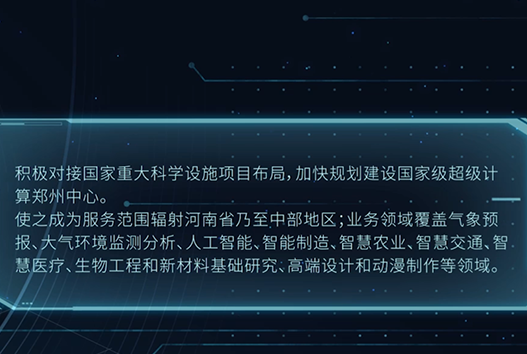 积极对接国家重大科学设施项目布局,加快规划建设国家级超级计
算郑州中心。
使之成为服务范围辐射河南省乃至中部地区;业务领域覆盖气象预
报、大气环境监测分析、人工智能、智能制造、智慧农业、智慧交通、智
慧医疗、生物工程和新材料基础研究、高端设计和动漫制作等领域。